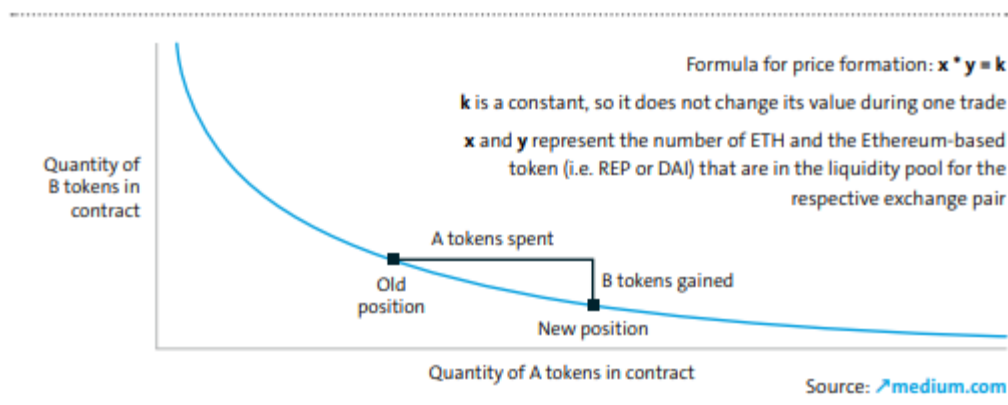 Formula for price formation: x * y = k
k is a constant, so it does not change its value during one trade
x and y represent the number of ETH and the Ethereum-based
token (i.e. REP or DAI) that are in the liquidity pool for the
respective exchange pair
Quantity of
B tokens in
contract
A tokens spent
Old
position
B tokens gained
New position
Quantity of A tokens in contract
Source: ↗medium.com